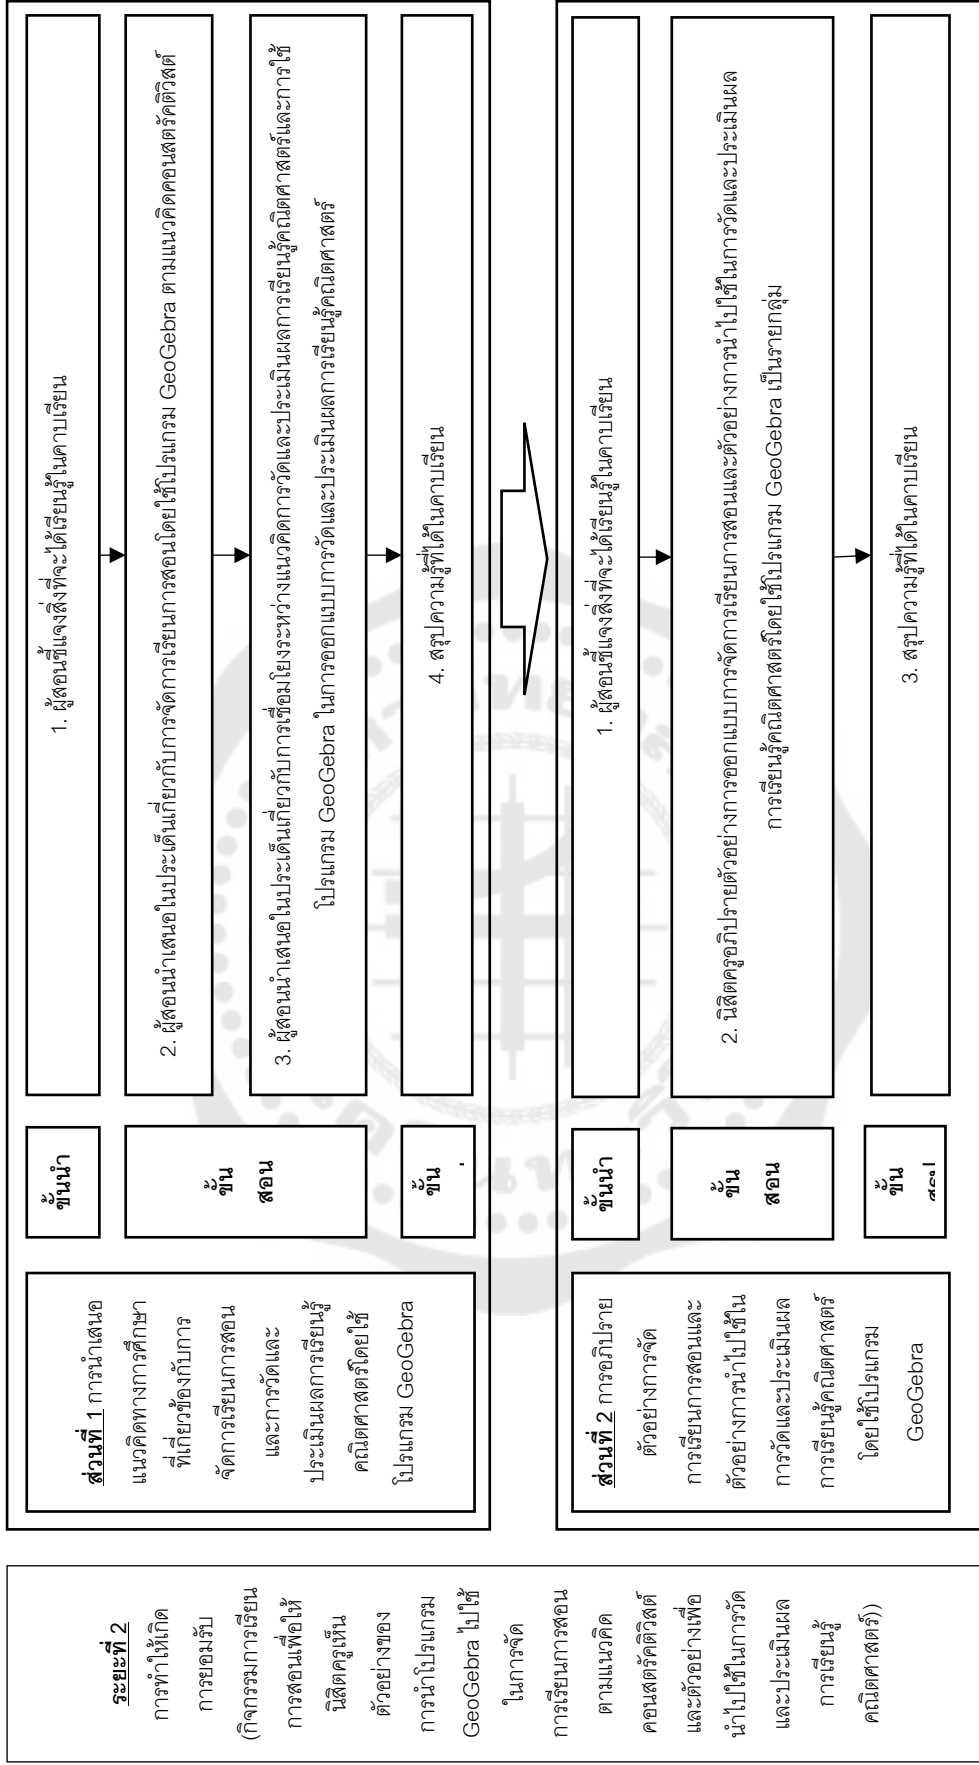 ระยะที่ 2
การทำให้เกิด
การยอมรับ
(กิจกรรมการเรียน
การสอนเพื่อให้
นิสิตครูเห็น
ตัวอย่างของ
การนำโปรแกรม
GeoGebra ไปใช้
ในการจัด
การเรียนการสอน
ตามแนวคิด
คอนสตรัคติวิสต์
และตัวอย่างเพื่อ
นำไปใช้ในการวัด
และประเมินผล
การเรียนรู้
คณิตศาสตร์))
ส่วนที่ 1 การนำเสนอ
แนวคิดทางการศึกษา
ที่เกี่ยวข้องกับการ
จัดการเรียนการสอน
และการวัดและ
ประเมินผลการเรียนรู้
คณิตศาสตร์โดยใช้
โปรแกรม GeoGebra
ขั้นนำ
1. ผู้สอนชี้แจงสิ่งที่จะได้เรียนรู้ในคาบเรียน
ขั้น
สอน
2. ผู้สอนนำเสนอในประเด็นเกี่ยวกับการจัดการเรียนการสอนโดยใช้โปรแกรม GeoGebra ตามแนวคิดคอนสตรัคติวิสต์
3. ผู้สอนนำเสนอในประเด็นเกี่ยวกับการเชื่อมโยงระหว่างแนวคิดการวัดและประเมินผลการเรียนรู้คณิตศาสตร์และการใช้
โปรแกรม GeoGebra ในการออกแบบการวัดและประเมินผลการเรียนรู้คณิตศาสตร์
ขั้น
4. สรุปความรู้ที่ได้ในคาบเรียน
ส่วนที่ 2 การอภิปราย
ตัวอย่างการจัด
การเรียนการสอนและ
ตัวอย่างการนำไปใช้ใน
การวัดและประเมินผล
การเรียนรู้คณิตศาสตร์
โดยใช้โปรแกรม
GeoGebra
ขั้นนำ
1. ผู้สอนชี้แจงสิ่งที่จะได้เรียนรู้ในคาบเรียน
ขั้น
สอน
2. นิสิตครูอภิปรายตัวอย่างการออกแบบการจัดการเรียนการสอนและตัวอย่างการนำไปใช้ในการวัดและประเมินผล
การเรียนรู้คณิตศาสตร์โดยใช้โปรแกรม GeoGebra เป็นรายกลุ่ม
ขั้น
สรุป
3. สรุปความรู้ที่ได้ในคาบเรียน